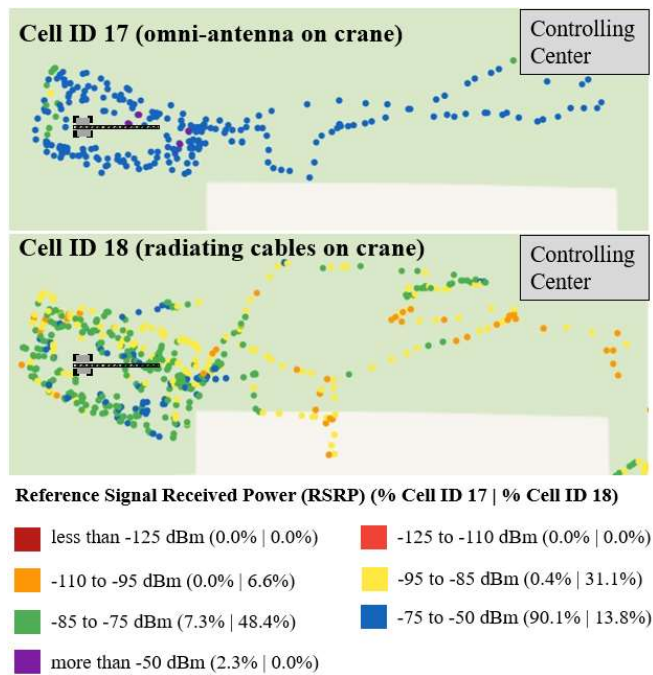 Cell ID 17 (omni-antenna on crane)
Controlling
Center
Cell ID 18 (radiating cables on crane)
Controlling
Center
Reference Signal Received Power (RSRP) (% Cell ID 17 | % Cell ID 18)
less than -125 dBm (0.0% | 0.0%)
-125 to -110 dBm (0.0% | 0.0%)
-110 to -95 dBm (0.0% | 6.6%)
-95 to -85 dBm (0.4% | 31.1%)
-85 to -75 dBm (7.3% | 48.4%)
-75 to -50 dBm (90.1% | 13.8%)
more than -50 dBm (2.3% | 0.0%)